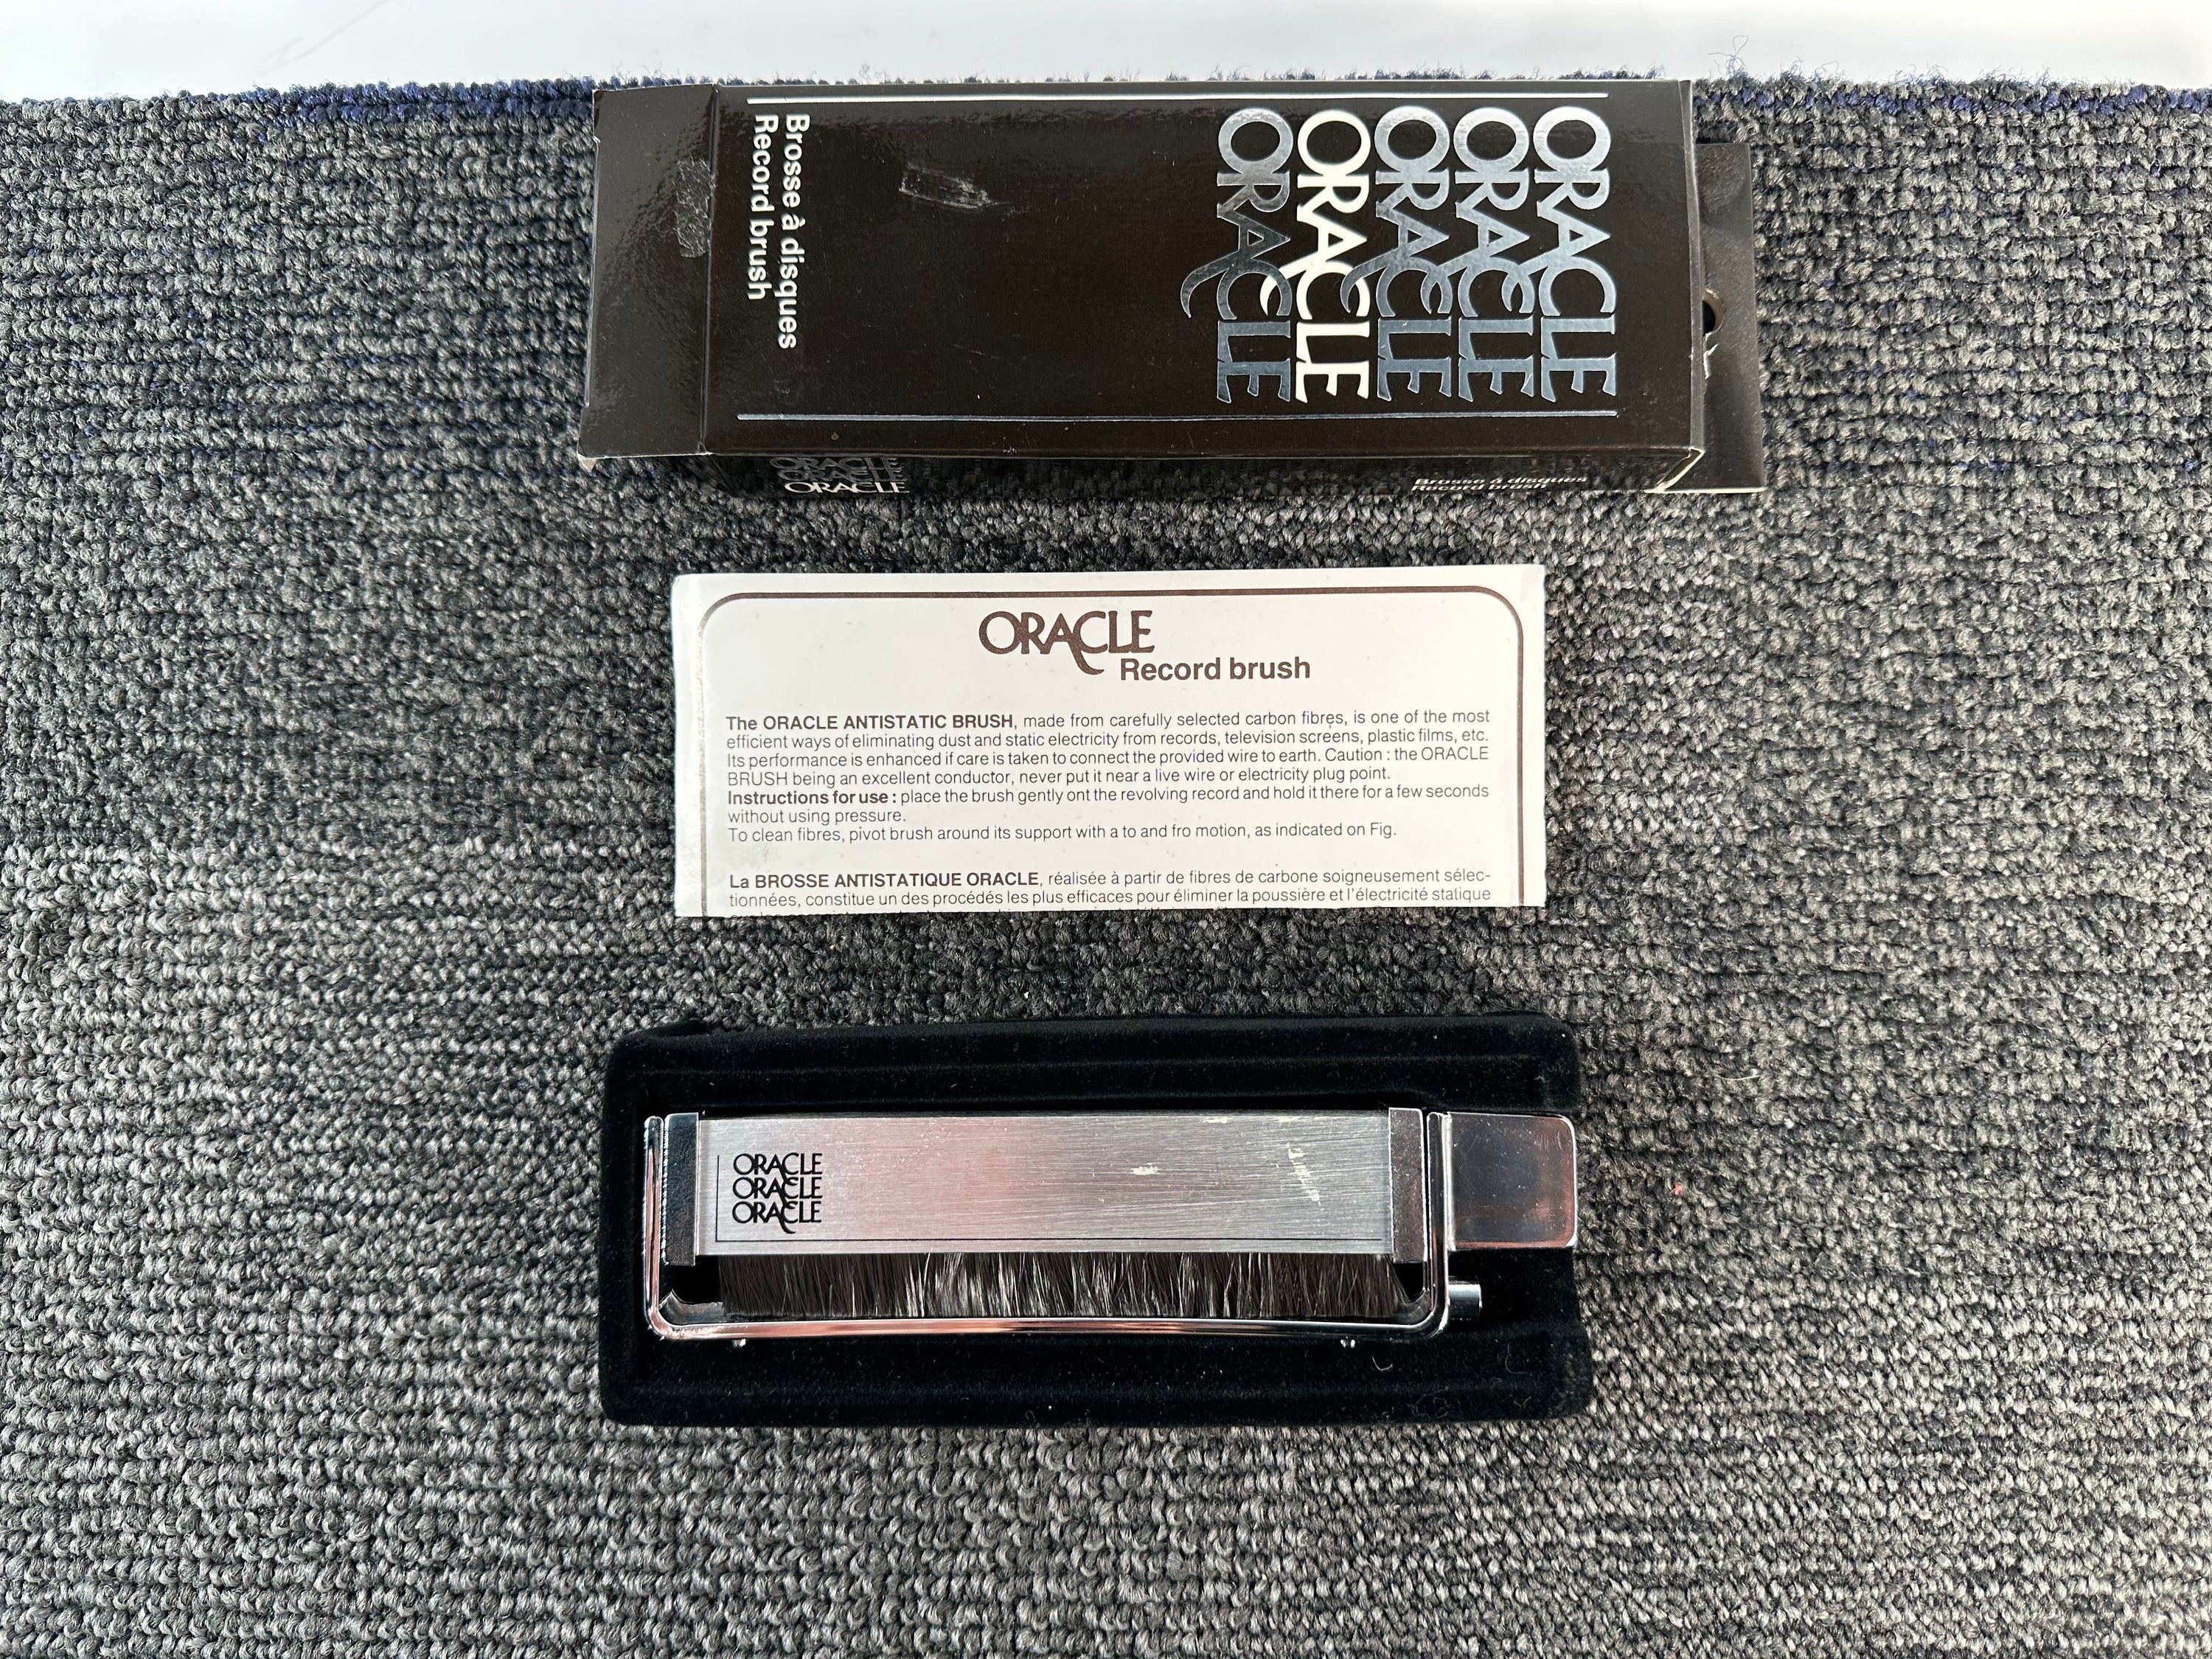 ORACLE
ORACLE
ORACLE
ORACLE
ORACLE
Brosse à disques
Record brush
ORACLE
ORACLE
ORACLE
Brosse à disques
Record brush
ORACLE
Record brush
The ORACLE ANTISTATIC BRUSH, made from carefully selected carbon fibres, is one of the most
efficient ways of eliminating dust and static electricity from records, television screens, plastic films, etc.
Its performance is enhanced if care is taken to connect the provided wire to earth. Caution : the ORACLE
BRUSH being an excellent conductor, never put it near a live wire or electricity plug point.
Instructions for use : place the brush gently ont the revolving record and hold it there for a few seconds
without using pressure.
To clean fibres, pivot brush around its support with a to and fro motion, as indicated on Fig.
La BROSSE ANTISTATIQUE ORACLE, réalisée à partir de fibres de carbone soigneusement sélec-
tionnées, constitue un des procédés les plus efficaces pour éliminer la poussière et l'électricité statique
ORACLE
ORACLE
ORACLE